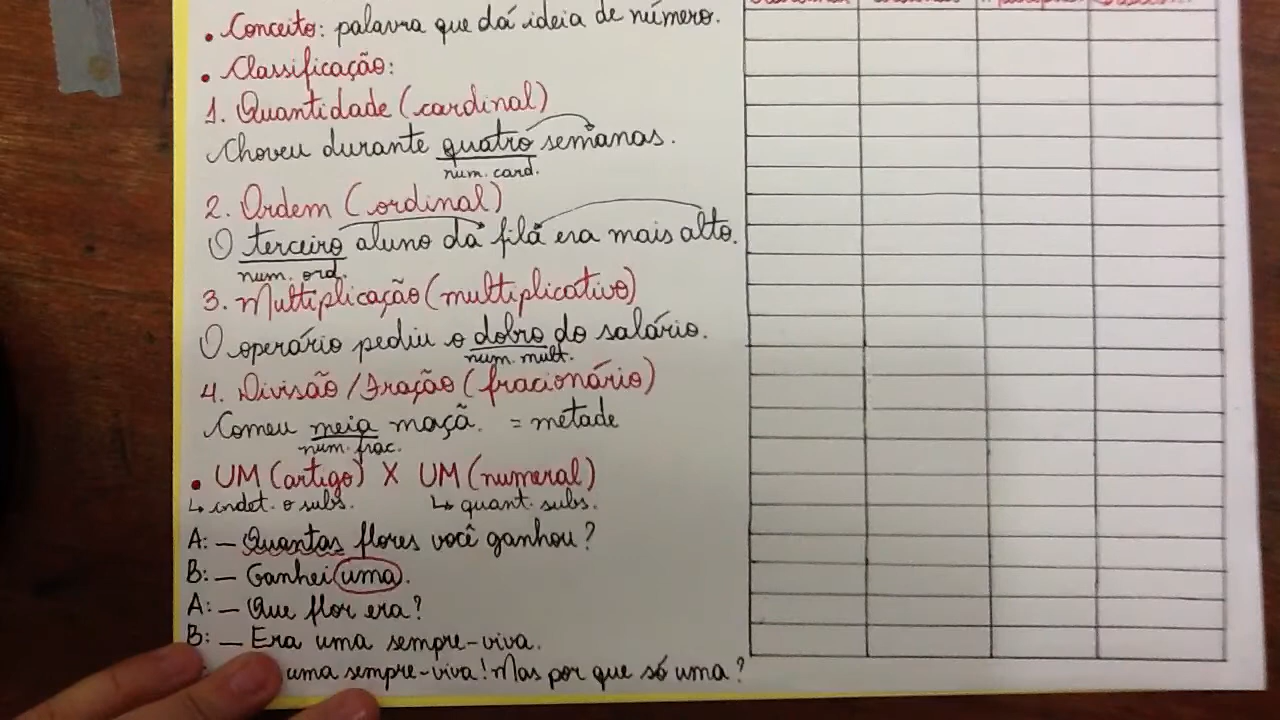 • Conceito: palavra que dá ideia de número.
• Classificação:
1. Quantidade (cardinal)
Choveu durante quatro semanas.
num. card.
2. Ordem (ordinal)
O terceiro aluno da fila era mais alto.
num. ord.
3. Multiplicação (multiplicativo)
O operário pediu o dobro do salário.
num. mult.
4. Divisão / Fração (fracionário)
Comeu meia maçã. = metade
num. frac.
• UM (artigo) X UM (numeral)
↳ indet. o subs. ↳ quant. subs.
A: — Quantas flores você ganhou?
B: — Ganhei uma.
A: — Que flor era?
B: — Era uma sempre-viva.
uma sempre-viva! Mas por que só uma?